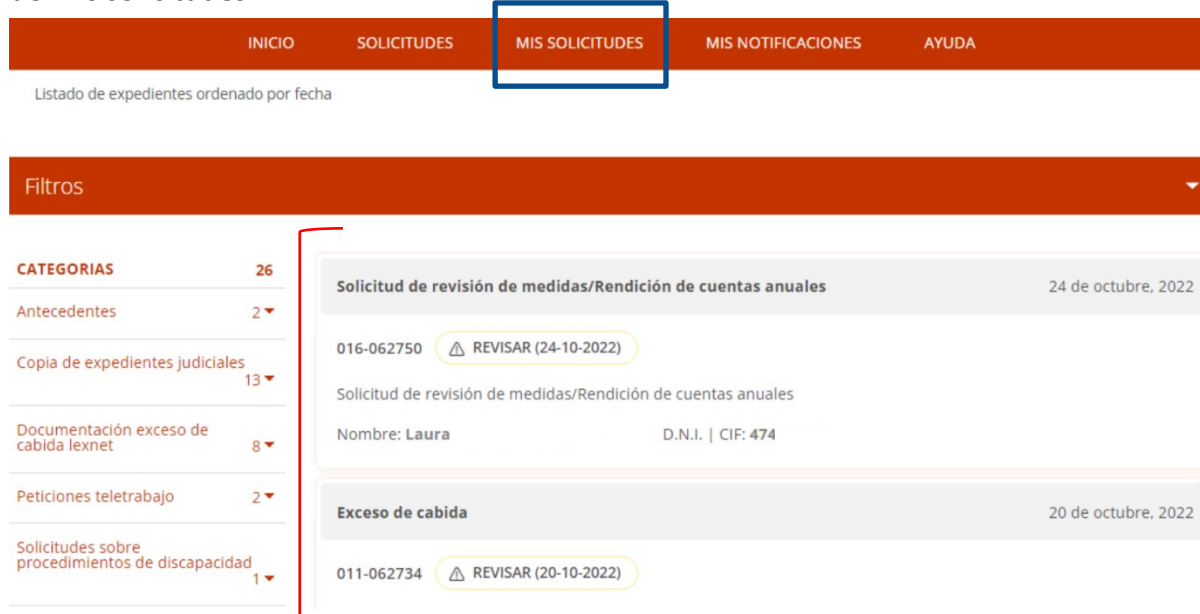 INICIO SOLICITUDES MIS SOLICITUDES MIS NOTIFICACIONES AYUDA
Listado de expedientes ordenado por fecha
Filtros
CATEGORIAS 26
Antecedentes 2
Copia de expedientes judiciales
13
Documentación exceso de
cabida lexnet 8
Peticiones teletrabajo 2
Solicitudes sobre
procedimientos de discapacidad
1
Solicitud de revisión de medidas/Rendición de cuentas anuales 24 de octubre, 2022
016-062750 REVISAR (24-10-2022)
Solicitud de revisión de medidas/Rendición de cuentas anuales
Nombre: Laura D.N.I. | CIF: 474
Exceso de cabida 20 de octubre, 2022
011-062734 REVISAR (20-10-2022)